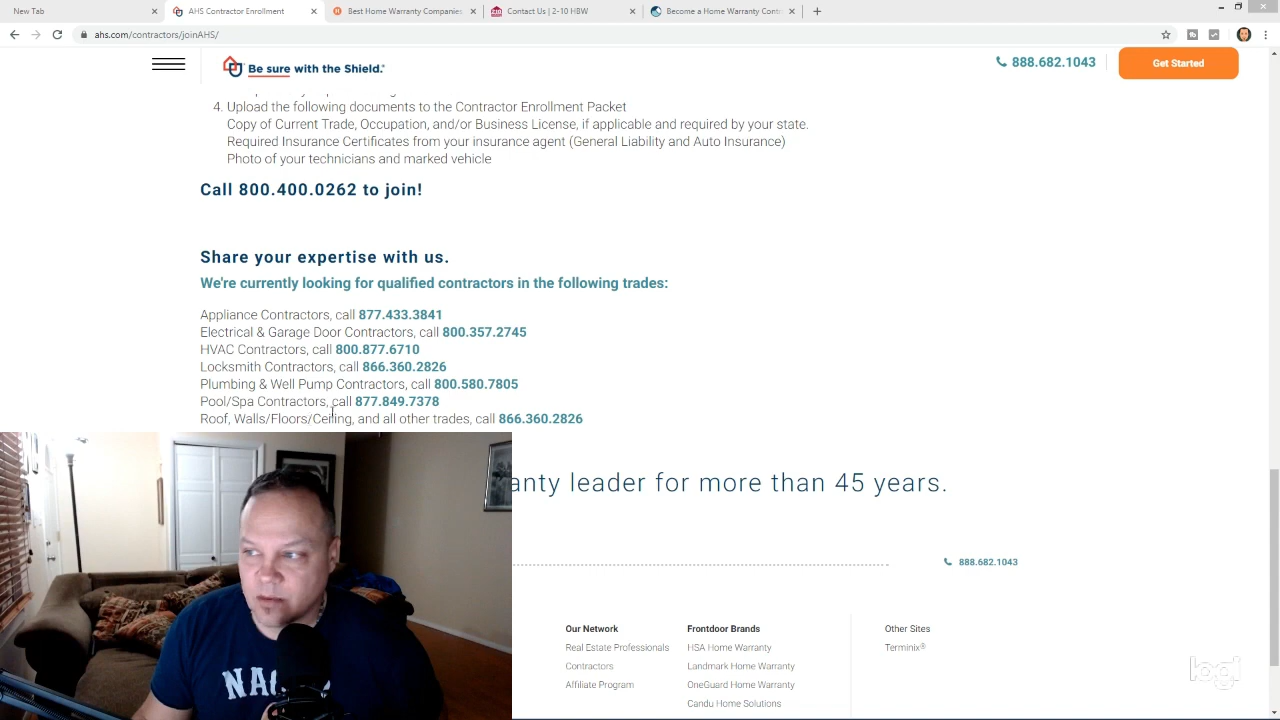 New Tab
AHS Contractor Enrollment
Best Home Warranty Companies
Contact Us | 2-10 HBW
Become a Home Warranty Cont
ahs.com/contractors/joinAHS/
Be sure with the Shield.®
888.682.1043
Get Started
4. Upload the following documents to the Contractor Enrollment Packet
Copy of Current Trade, Occupation, and/or Business License, if applicable and required by your state.
Required Insurance Certificates from your insurance agent (General Liability and Auto Insurance)
Photo of your technicians and marked vehicle
Call 800.400.0262 to join!
Share your expertise with us.
We're currently looking for qualified contractors in the following trades:
Appliance Contractors, call 877.433.3841
Electrical & Garage Door Contractors, call 800.357.2745
HVAC Contractors, call 800.877.6710
Locksmith Contractors, call 866.360.2826
Plumbing & Well Pump Contractors, call 800.580.7805
Pool/Spa Contractors, call 877.849.7378
Roof, Walls/Floors/Ceiling, and all other trades, call 866.360.2826
anty leader for more than 45 years.
888.682.1043
Our Network
Real Estate Professionals
Contractors
Affiliate Program
Frontdoor Brands
HSA Home Warranty
Landmark Home Warranty
OneGuard Home Warranty
Candu Home Solutions
Other Sites
Terminix®
logi